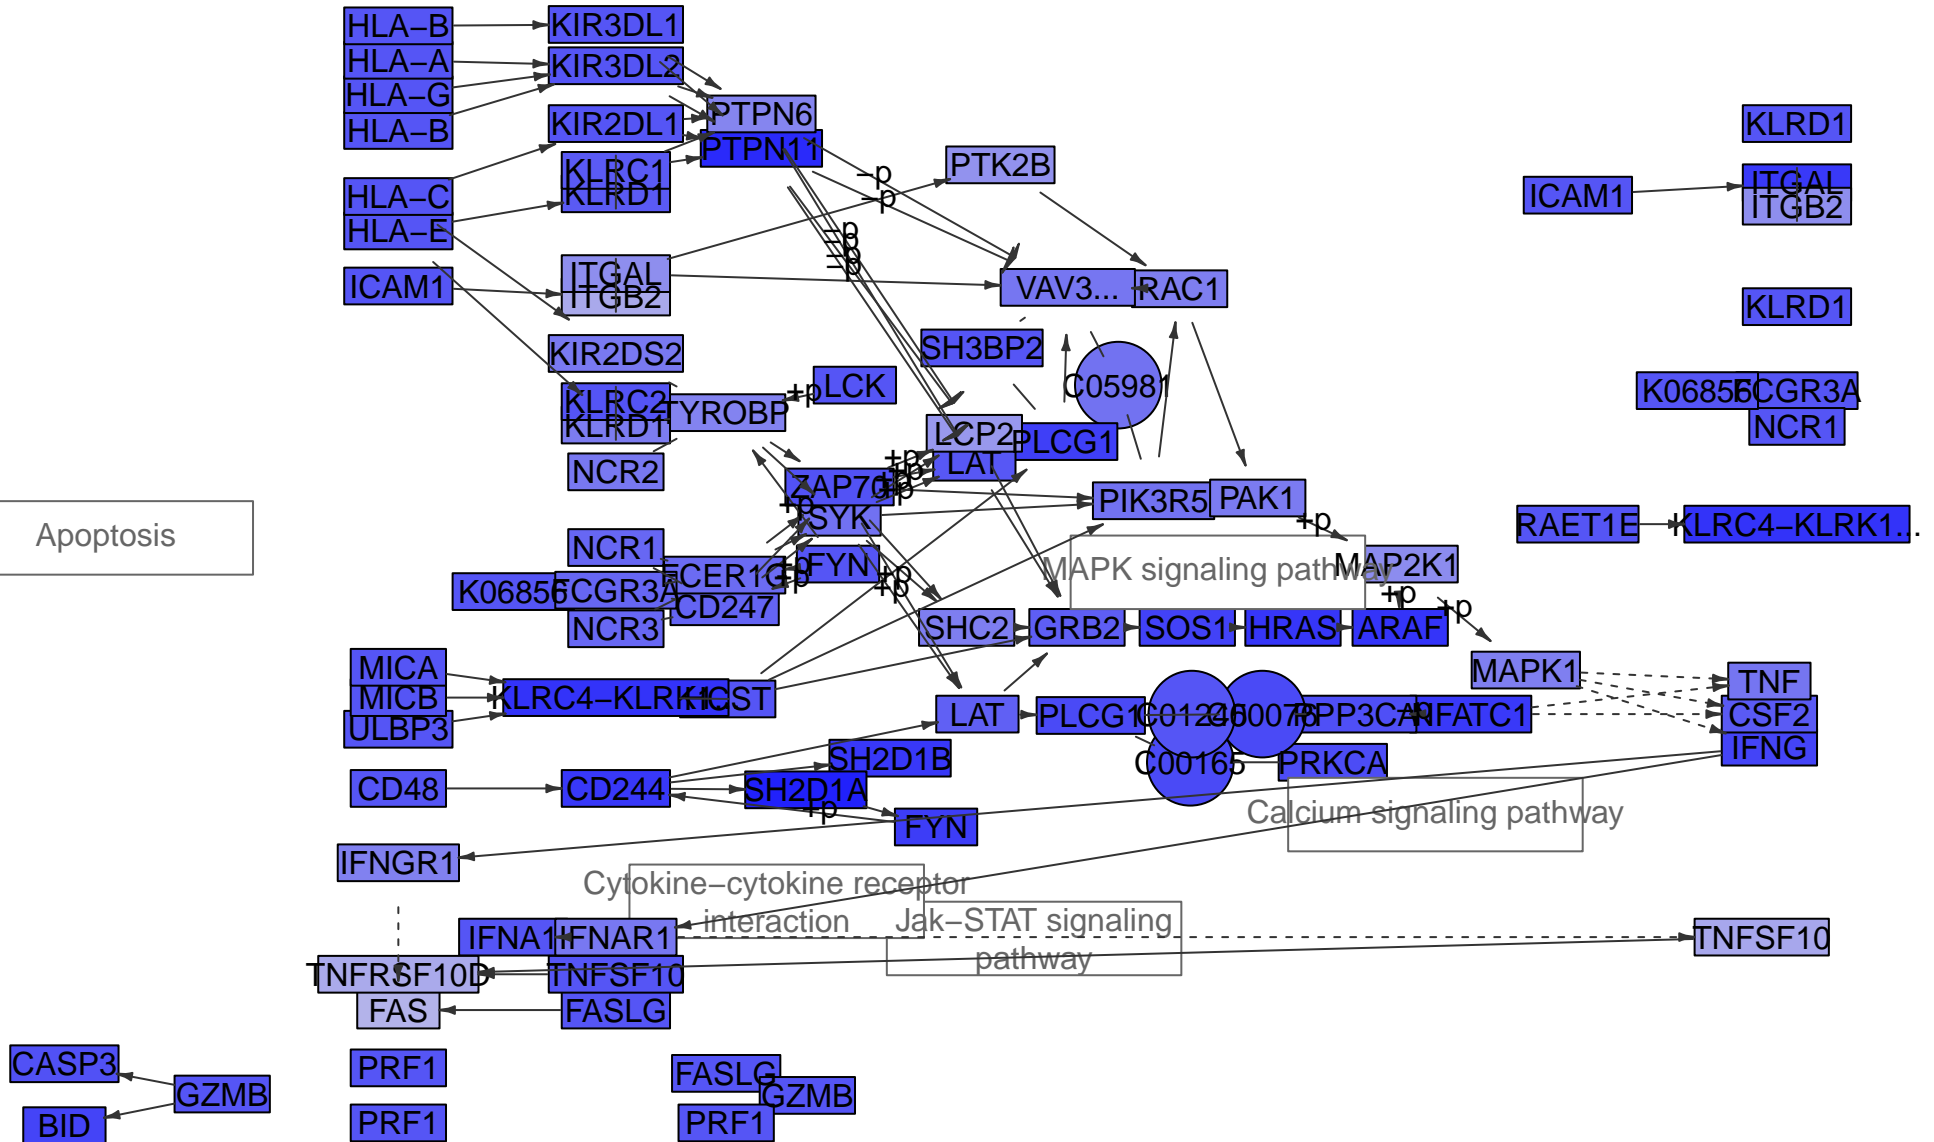 HLA−B
KIR3DL1
HLA−A
KIR3DL2
HLA−G
PTPN6
HLA−B
KIR2DL1
KLRD1
PTPN11
PTK2B
KLRC1
−p
KLRD1
ITGAL
ICAM1
HLA−C
−p
ITGB2
HLA−E
−p
−p
−p
−p
ITGAL
ICAM1
ITGB2
VAV3...
RAC1
KLRD1
SH3BP2
KIR2DS2
C05981
+p
LCK
K06856
FCGR3A
KLRC2
TYROBP
KLRD1
LCP2
PLCG1
NCR1
NCR2
+p
LAT
+p
+p
ZAP70
+p
PIK3R5
PAK1
+p
SYK
+p
RAET1E
KLRC4−KLRK1...
Apoptosis
NCR1
FCER1G
+p
FYN
+p
MAPK signaling pathway
MAP2K1
K06856
FCGR3A
+p
+p
+p
+p
CD247
NCR3
SHC2
GRB2
SOS1
HRAS
ARAF
MICA
MAPK1
TNF
MICB
KLRC4−KLRK1
HCST
ULBP3
LAT
PLCG1
C01245
C00076
PPP3CA
−p
NFATC1
CSF2
IFNG
SH2D1B
C00165
PRKCA
CD48
CD244
SH2D1A
+p
FYN
Calcium signaling pathway
IFNGR1
Cytokine−cytokine receptor
interaction
Jak−STAT signaling
pathway
IFNA1
IFNAR1
TNFSF10
TNFRSF10D
TNFSF10
FAS
FASLG
CASP3
PRF1
FASLG
GZMB
GZMB
BID
PRF1
PRF1